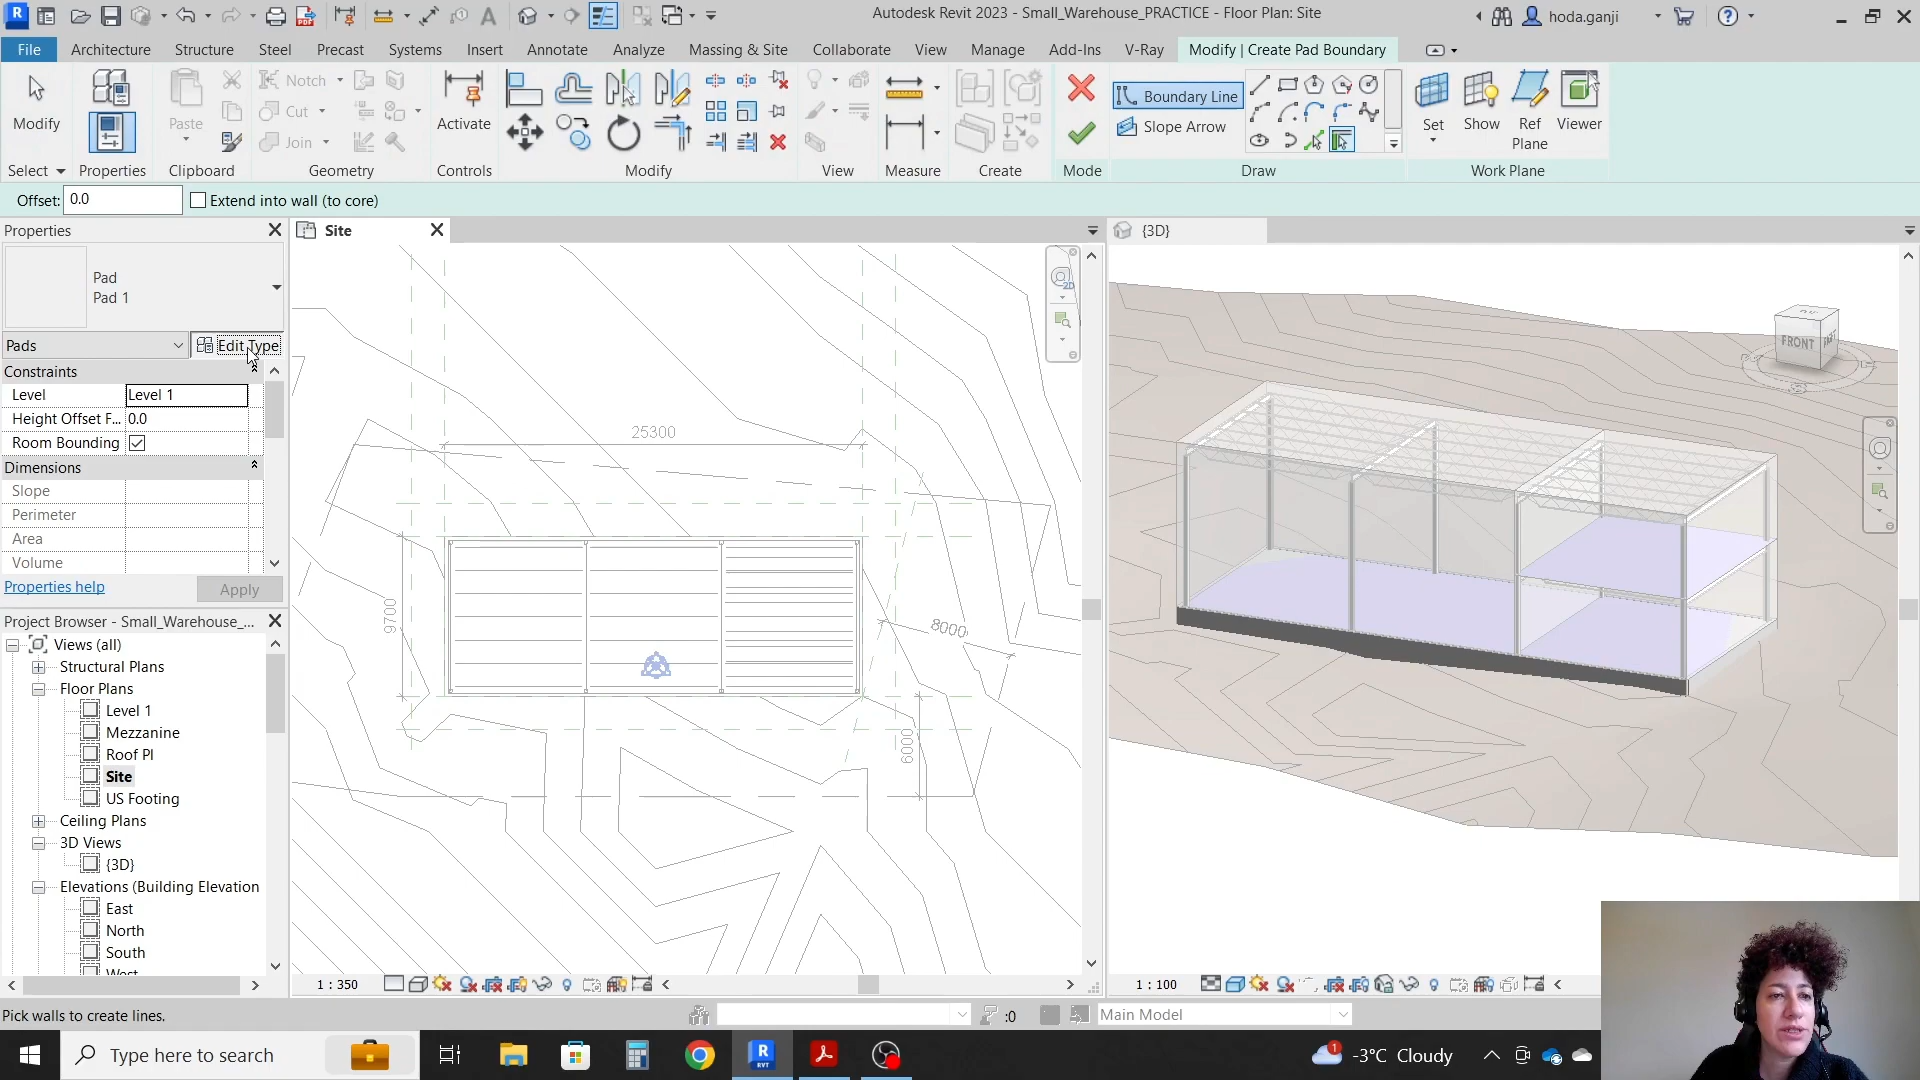 Autodesk Revit 2023 - Small_Warehouse_PRACTICE - Floor Plan: Site
hoda.ganji
File Architecture Structure Steel Precast Systems Insert Annotate Analyze Massing & Site Collaborate View Manage Add-Ins V-Ray Modify | Create Pad Boundary
Modify
Paste
Notch
Cut
Join
Activate
Boundary Line
Slope Arrow
Set
Show
Ref
Plane
Viewer
Select Properties Clipboard Geometry Controls Modify View Measure Create Mode Draw Work Plane
Offset: 0.0 Extend into wall (to core)
Properties
Pad
Pad 1
Pads Edit Type
Constraints
Level Level 1
Height Offset F... 0.0
Room Bounding
Dimensions
Slope
Perimeter
Area
Volume
Properties help Apply
Project Browser - Small_Warehouse_...
Views (all)
Structural Plans
Floor Plans
Level 1
Mezzanine
Roof Pl
Site
US Footing
Ceiling Plans
3D Views
{3D}
Elevations (Building Elevation
East
North
South
West
Site
2D
25300
9700
8000
6000
1 : 350
{3D}
FRONT
1 : 100
Pick walls to create lines.
:0
Main Model
Type here to search
R
RVT
1
-3°C Cloudy